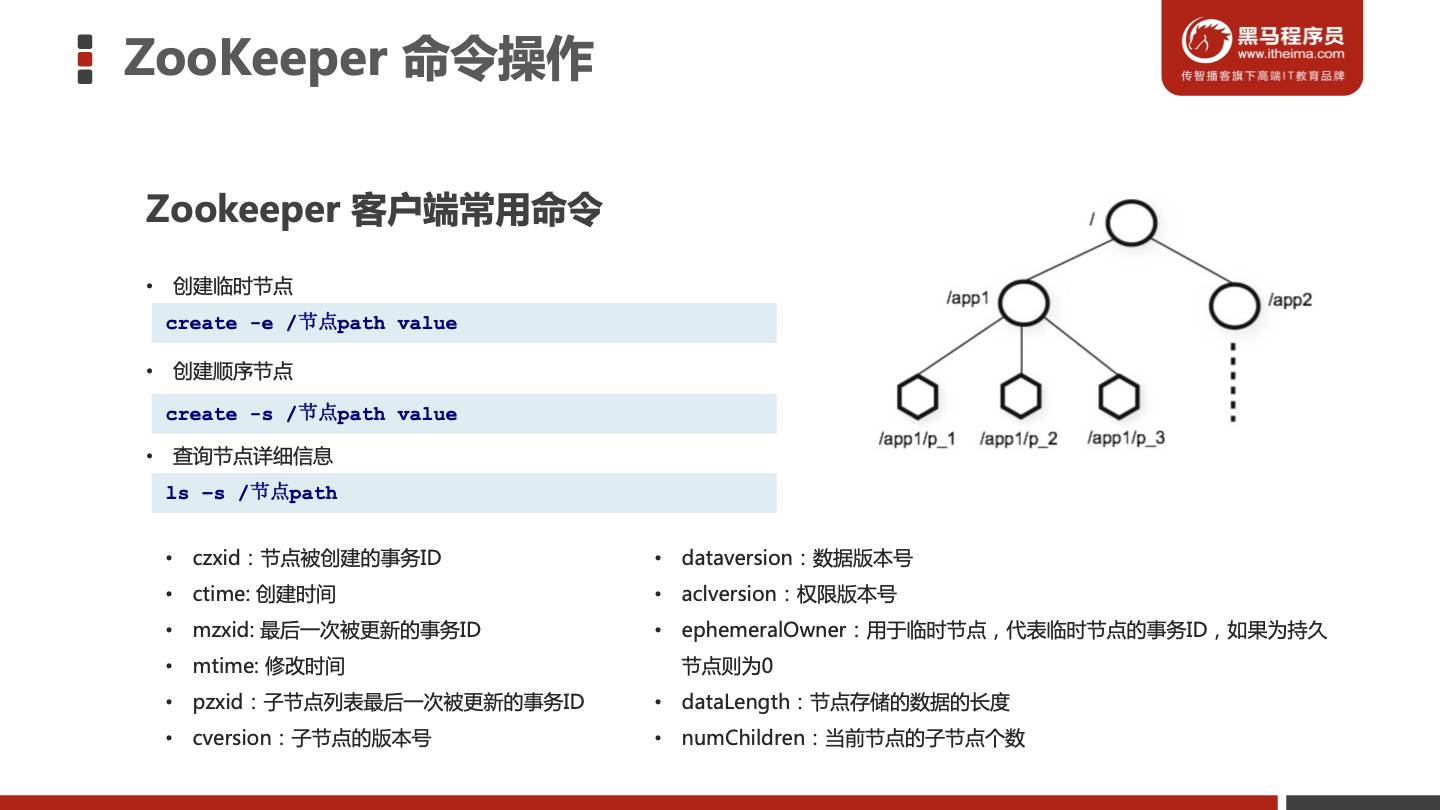 ZooKeeper 命令操作
黑马程序员
www.itheima.com
传智播客旗下高端IT教育品牌
Zookeeper 客户端常用命令
• 创建临时节点
create -e /节点path value
• 创建顺序节点
create -s /节点path value
• 查询节点详细信息
ls –s /节点path
/
/app1
/app2
/app1/p_1
/app1/p_2
/app1/p_3
• czxid：节点被创建的事务ID
• ctime: 创建时间
• mzxid: 最后一次被更新的事务ID
• mtime: 修改时间
• pzxid：子节点列表最后一次被更新的事务ID
• cversion：子节点的版本号
• dataversion：数据版本号
• aclversion：权限版本号
• ephemeralOwner：用于临时节点，代表临时节点的事务ID，如果为持久
节点则为0
• dataLength：节点存储的数据的长度
• numChildren：当前节点的子节点个数